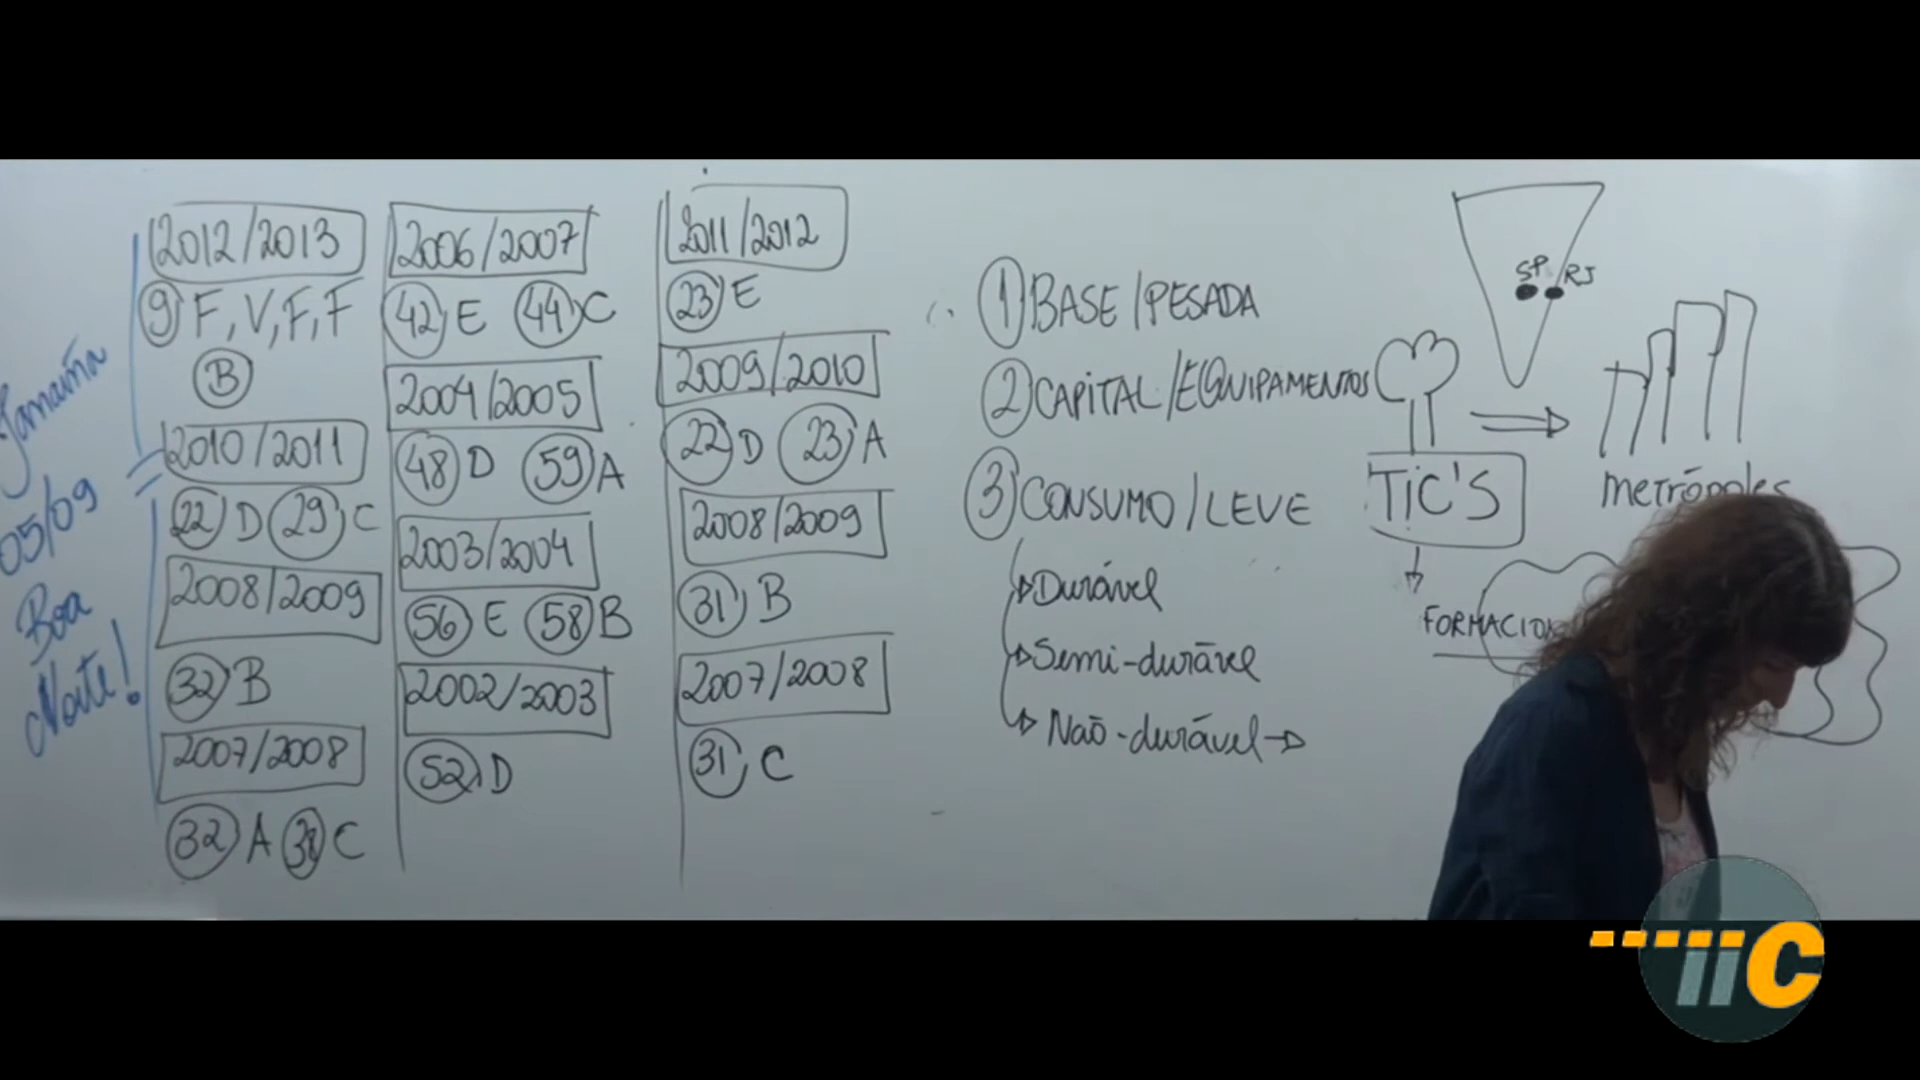 Janaína
05/09
Boa
Noite!
2012/2013
9 F, V, F, F
B
2010/2011
22 D 29 C
2008/2009
32 B
2007/2008
32 A C
2006/2007
42 E 44 C
2004/2005
48 D 59 A
2003/2004
56 E 58 B
2002/2003
52 D
2011/2012
23 E
2009/2010
22 D 23 A
2008/2009
31 B
2007/2008
31 C
1 BASE/PESADA
2 CAPITAL/EQUIPAMENTOS
3 CONSUMO/LEVE
Durável
Semi-durável
Não-durável
SP RJ
TIC'S
metrópoles
iiC